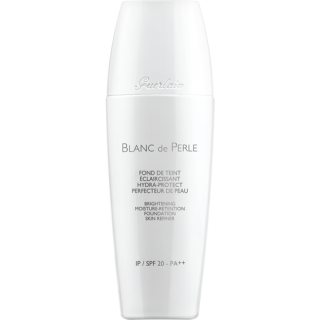 Guerlain
BLANC de PERLE
FOND DE TEINT
ÉCLAIRCISSANT
HYDRA-PROTECT
PERFECTEUR DE PEAU
BRIGHTENING
MOISTURE-RETENTION
FOUNDATION
SKIN REFINER
IP / SPF 20 - PA++